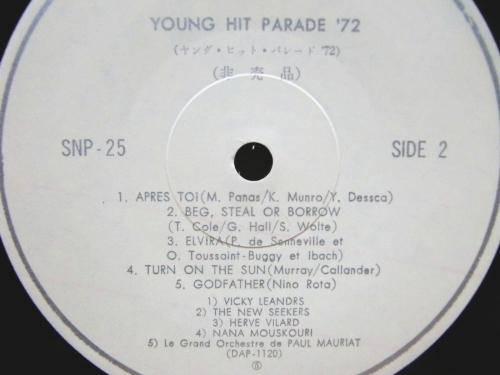 YOUNG HIT PARADE '72
(ヤング・ヒット・パレード '72)
(非売品)
SNP-25
SIDE 2
1. APRES TOI(M. Panas/K. Munro/Y. Dessca)
2. BEG, STEAL OR BORROW
(T. Cole/G. Hall/S. Wolte)
3. ELVIRA(P. de Senneville et
O. Toussaint-Buggy et Ibach)
4. TURN ON THE SUN(Murray/Callander)
5. GODFATHER(Nino Rota)
1) VICKY LEANDRS
2) THE NEW SEEKERS
3) HERVE VILARD
4) NANA MOUSKOURI
5) Le Grand Orchestre de PAUL MAURIAT
(DAP-1120)